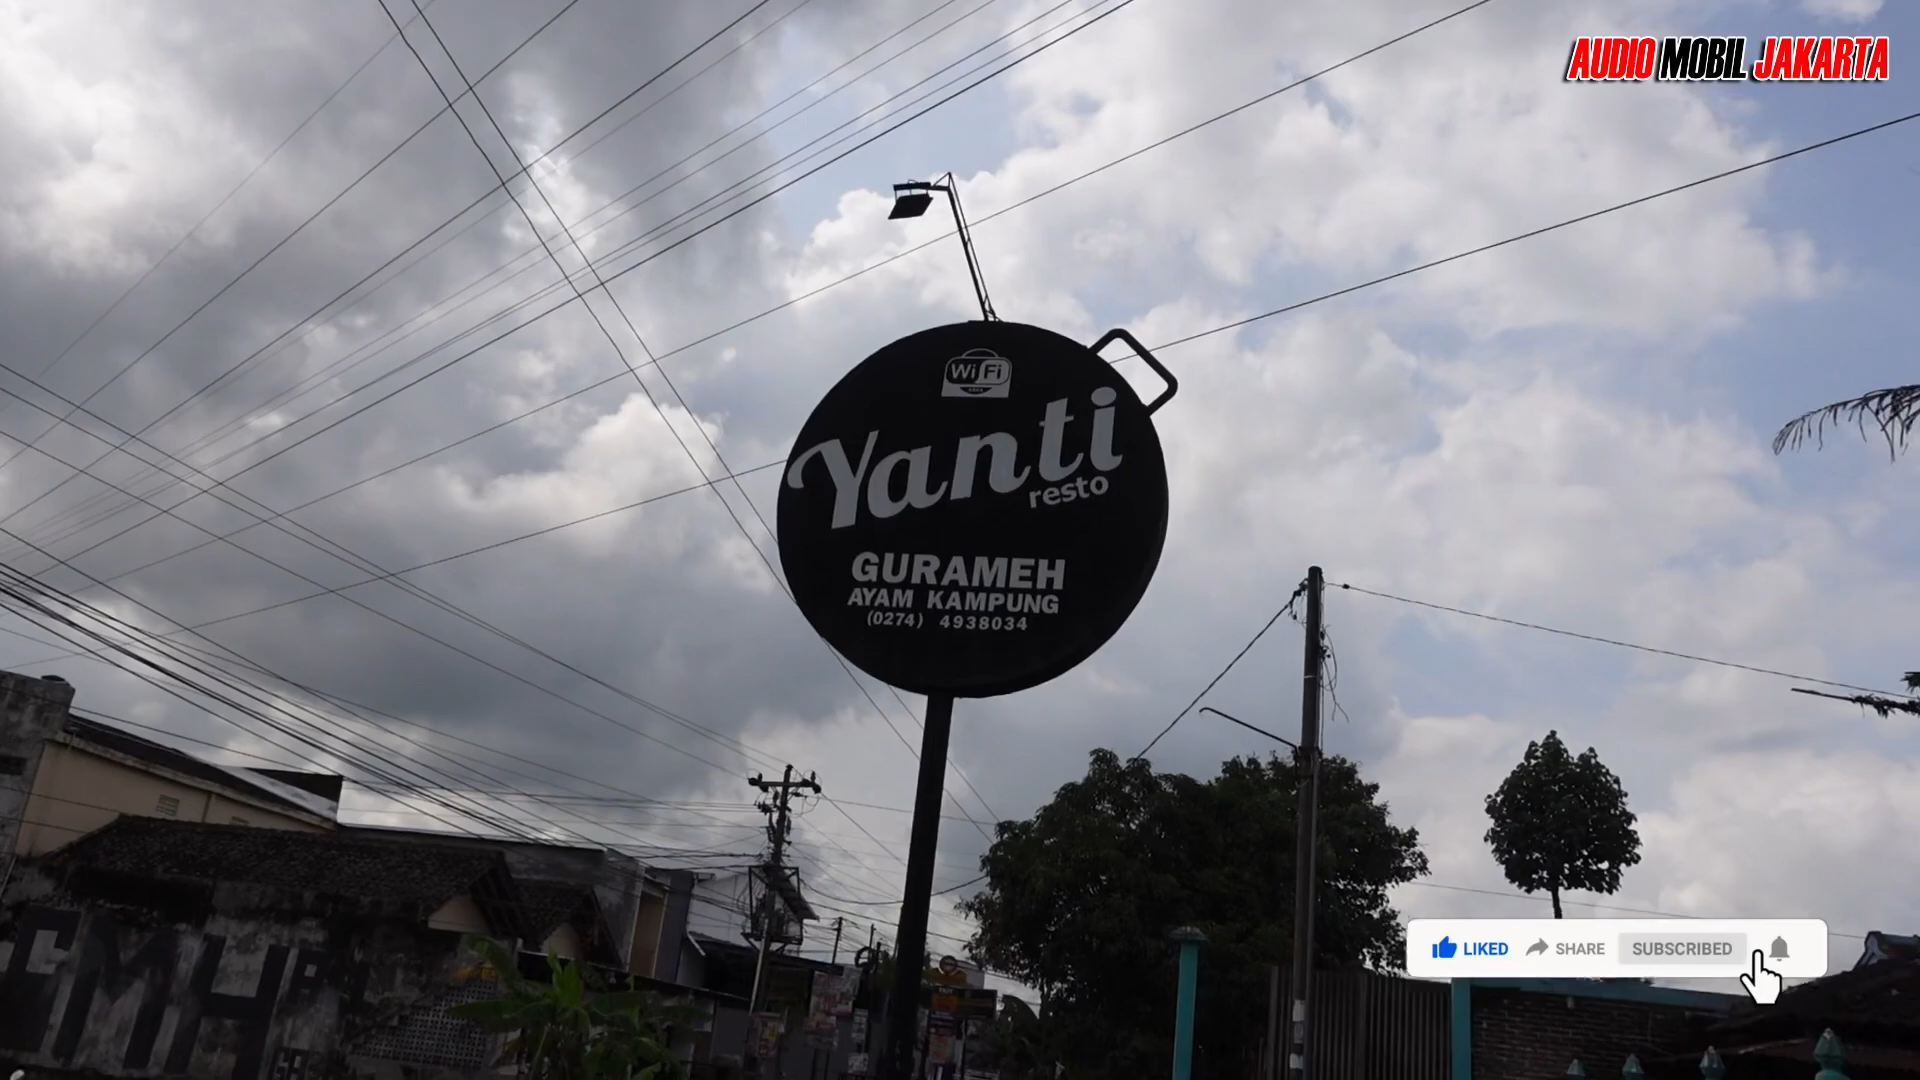 AUDIO MOBIL JAKARTA
WiFi
Yanti
resto
GURAMEH
AYAM KAMPUNG
(0274) 4938034
LIKED SHARE SUBSCRIBED